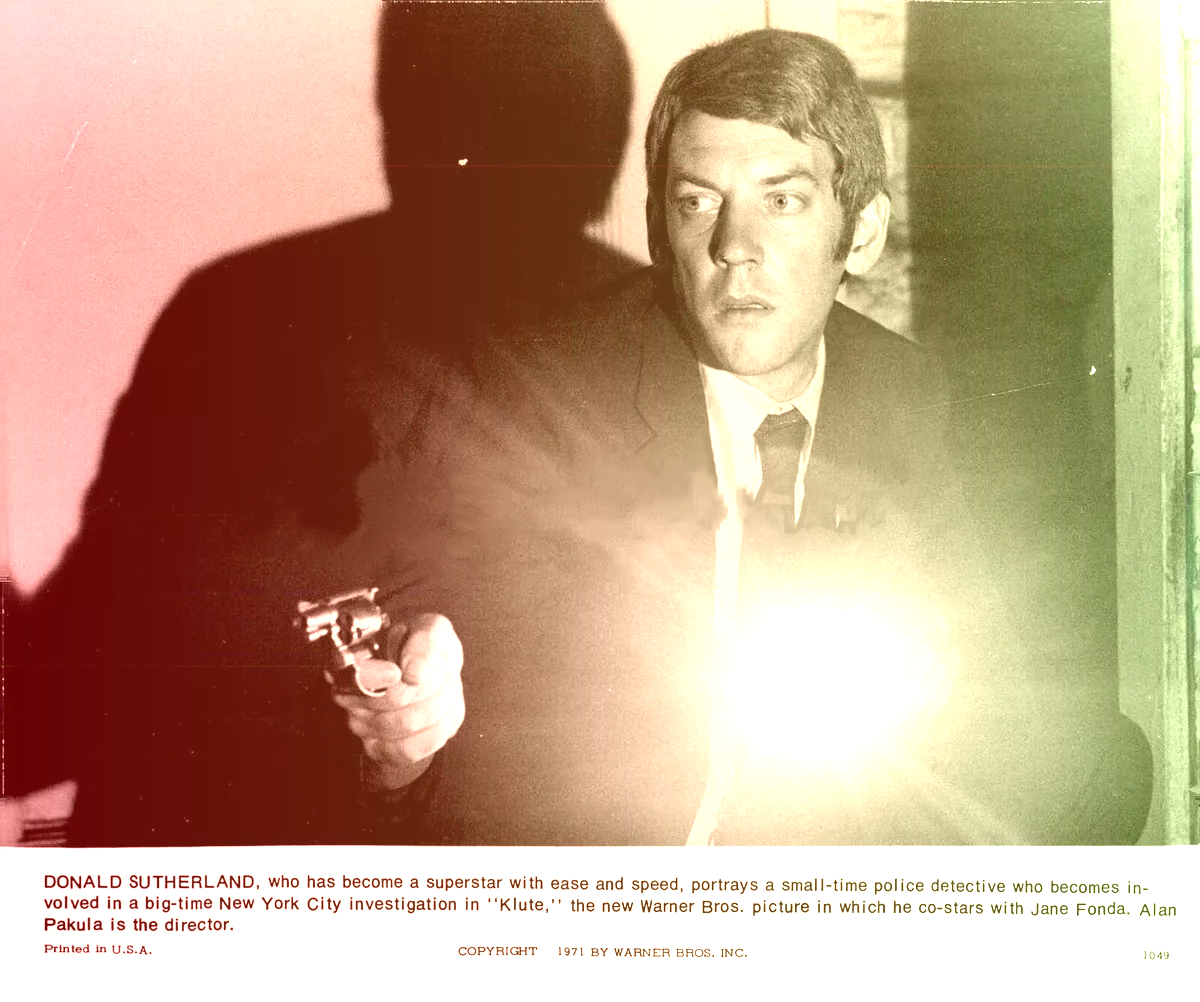 DONALD SUTHERLAND, who has become a superstar with ease and speed, portrays a small-time police detective who becomes in-
volved in a big-time New York City investigation in "Klute," the new Warner Bros. picture in which he co-stars with Jane Fonda. Alan
Pakula is the director.
Printed in U.S.A. COPYRIGHT 1971 BY WARNER BROS. INC. 1049